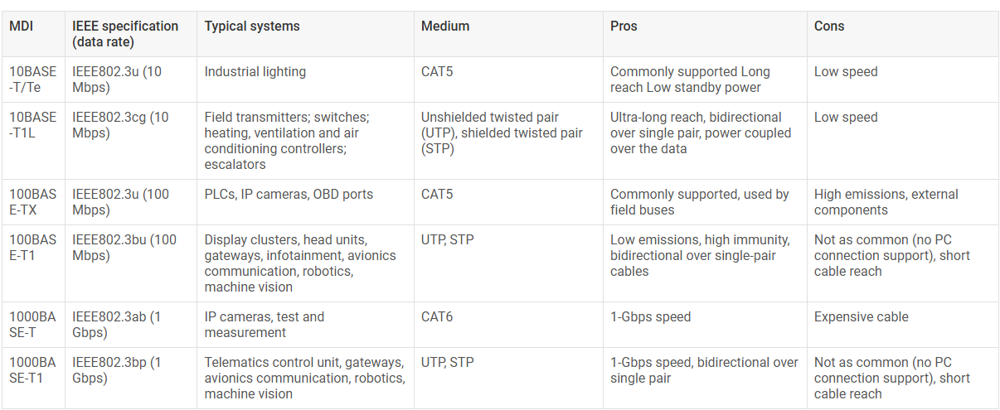 MDI
IEEE specification
(data rate)
Typical systems
Medium
Pros
Cons
10BASE
-T/Te
IEEE802.3u (10
Mbps)
Industrial lighting
CAT5
Commonly supported Long
reach Low standby power
Low speed
10BASE
-T1L
IEEE802.3cg (10
Mbps)
Field transmitters; switches;
heating, ventilation and air
conditioning controllers;
escalators
Unshielded twisted pair
(UTP), shielded twisted pair
(STP)
Ultra-long reach, bidirectional
over single pair, power coupled
over the data
Low speed
100BAS
E-TX
IEEE802.3u (100
Mbps)
PLCs, IP cameras, OBD ports
CAT5
Commonly supported, used by
field buses
High emissions, external
components
100BAS
E-T1
IEEE802.3bu (100
Mbps)
Display clusters, head units,
gateways, infotainment, avionics
communication, robotics,
machine vision
UTP, STP
Low emissions, high immunity,
bidirectional over single-pair
cables
Not as common (no PC
connection support), short
cable reach
1000BA
SE-T
IEEE802.3ab (1
Gbps)
IP cameras, test and
measurement
CAT6
1-Gbps speed
Expensive cable
1000BA
SE-T1
IEEE802.3bp (1
Gbps)
Telematics control unit, gateways,
avionics communication, robotics,
machine vision
UTP, STP
1-Gbps speed, bidirectional over
single pair
Not as common (no PC
connection support), short
cable reach